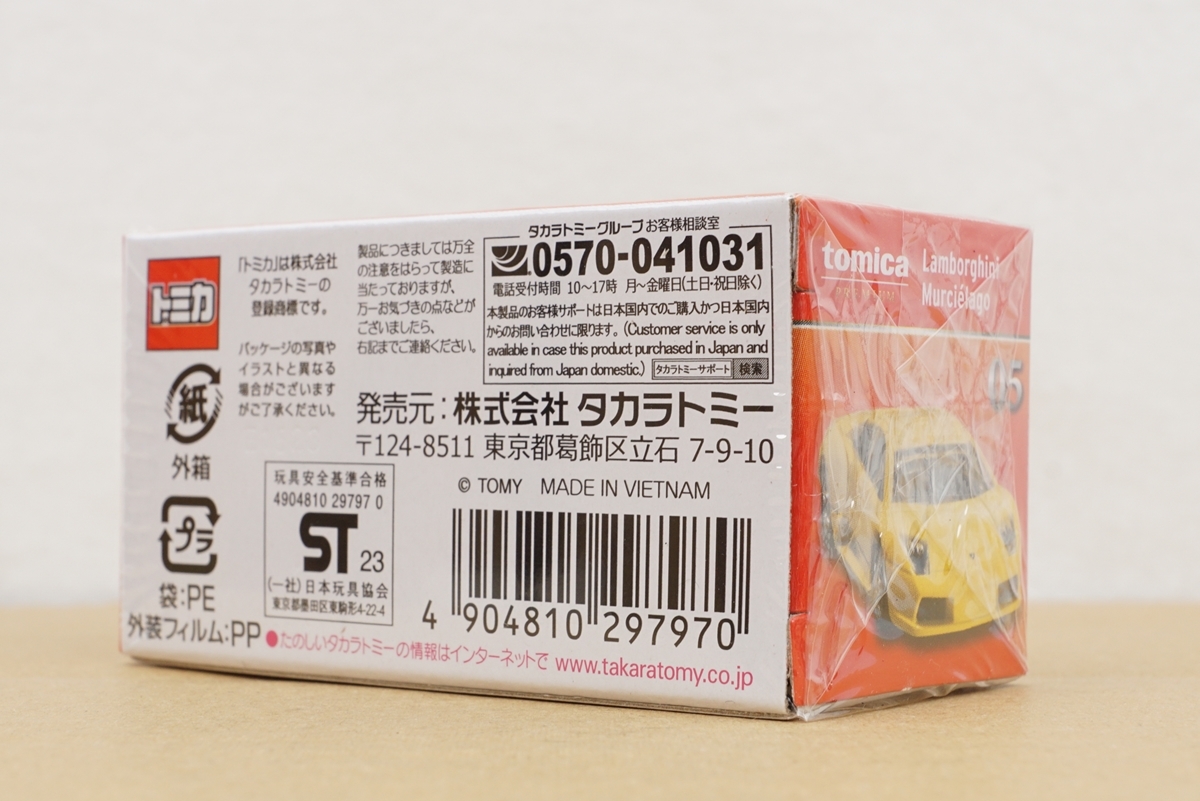 トミカ
「トミカ」は株式会社
タカラトミーの
登録商標です。
パッケージの写真や
イラストと異なる
場合がございます
がご了承ください。
紙
外箱
プラ
袋:PE
外装フィルム:PP
製品につきましては万全
の注意をはらって製造に
当たっておりますが、
万一お気づきの点などが
ございましたら、
右記までご連絡ください。
タカラトミーグループお客様相談室
0570-041031
電話受付時間 10〜17時 月〜金曜日(土日・祝日除く)
本製品のお客様サポートは日本国内でのご購入かつ日本国内
からのお問い合わせに限ります。(Customer service is only
available in case this product purchased in Japan and
inquired from Japan domestic.) タカラトミーサポート 検索
発売元:株式会社 タカラトミー
〒124-8511 東京都葛飾区立石 7-9-10
© TOMY MADE IN VIETNAM
玩具安全基準合格
4904810 29797 0
ST 23
(一社)日本玩具協会
東京都墨田区東駒形4-22-4
4 904810 297970
●たのしいタカラトミーの情報はインターネットで www.takaratomy.co.jp
tomica
PREMIUM
Lamborghini
Murciélago
05